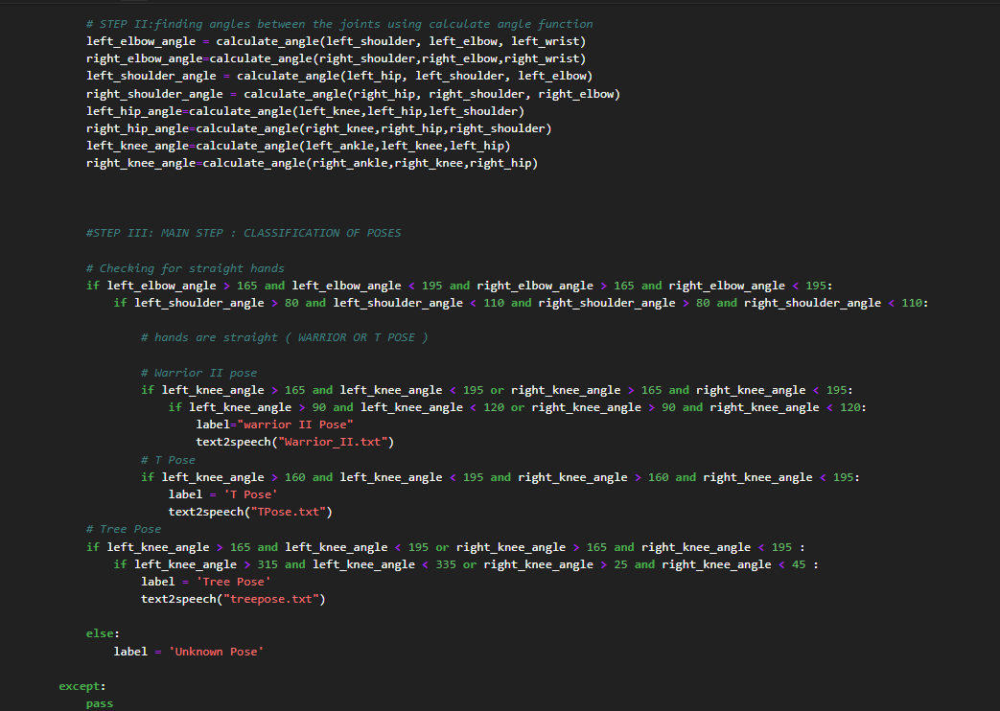 # STEP II:finding angles between the joints using calculate angle function
left_elbow_angle = calculate_angle(left_shoulder, left_elbow, left_wrist)
right_elbow_angle=calculate_angle(right_shoulder,right_elbow,right_wrist)
left_shoulder_angle = calculate_angle(left_hip, left_shoulder, left_elbow)
right_shoulder_angle = calculate_angle(right_hip, right_shoulder, right_elbow)
left_hip_angle=calculate_angle(left_knee,left_hip,left_shoulder)
right_hip_angle=calculate_angle(right_knee,right_hip,right_shoulder)
left_knee_angle=calculate_angle(left_ankle,left_knee,left_hip)
right_knee_angle=calculate_angle(right_ankle,right_knee,right_hip)
#STEP III: MAIN STEP : CLASSIFICATION OF POSES
# Checking for straight hands
if left_elbow_angle > 165 and left_elbow_angle < 195 and right_elbow_angle > 165 and right_elbow_angle < 195:
if left_shoulder_angle > 80 and left_shoulder_angle < 110 and right_shoulder_angle > 80 and right_shoulder_angle < 110:
# hands are straight ( WARRIOR OR T POSE )
# Warrior II pose
if left_knee_angle > 165 and left_knee_angle < 195 or right_knee_angle > 165 and right_knee_angle < 195:
if left_knee_angle > 90 and left_knee_angle < 120 or right_knee_angle > 90 and right_knee_angle < 120:
label="warrior II Pose"
text2speech("Warrior_II.txt")
# T Pose
if left_knee_angle > 160 and left_knee_angle < 195 and right_knee_angle > 160 and right_knee_angle < 195:
label = 'T Pose'
text2speech("TPose.txt")
# Tree Pose
if left_knee_angle > 165 and left_knee_angle < 195 or right_knee_angle > 165 and right_knee_angle < 195 :
if left_knee_angle > 315 and left_knee_angle < 335 or right_knee_angle > 25 and right_knee_angle < 45 :
label = 'Tree Pose'
text2speech("treepose.txt")
else:
label = 'Unknown Pose'
except:
pass